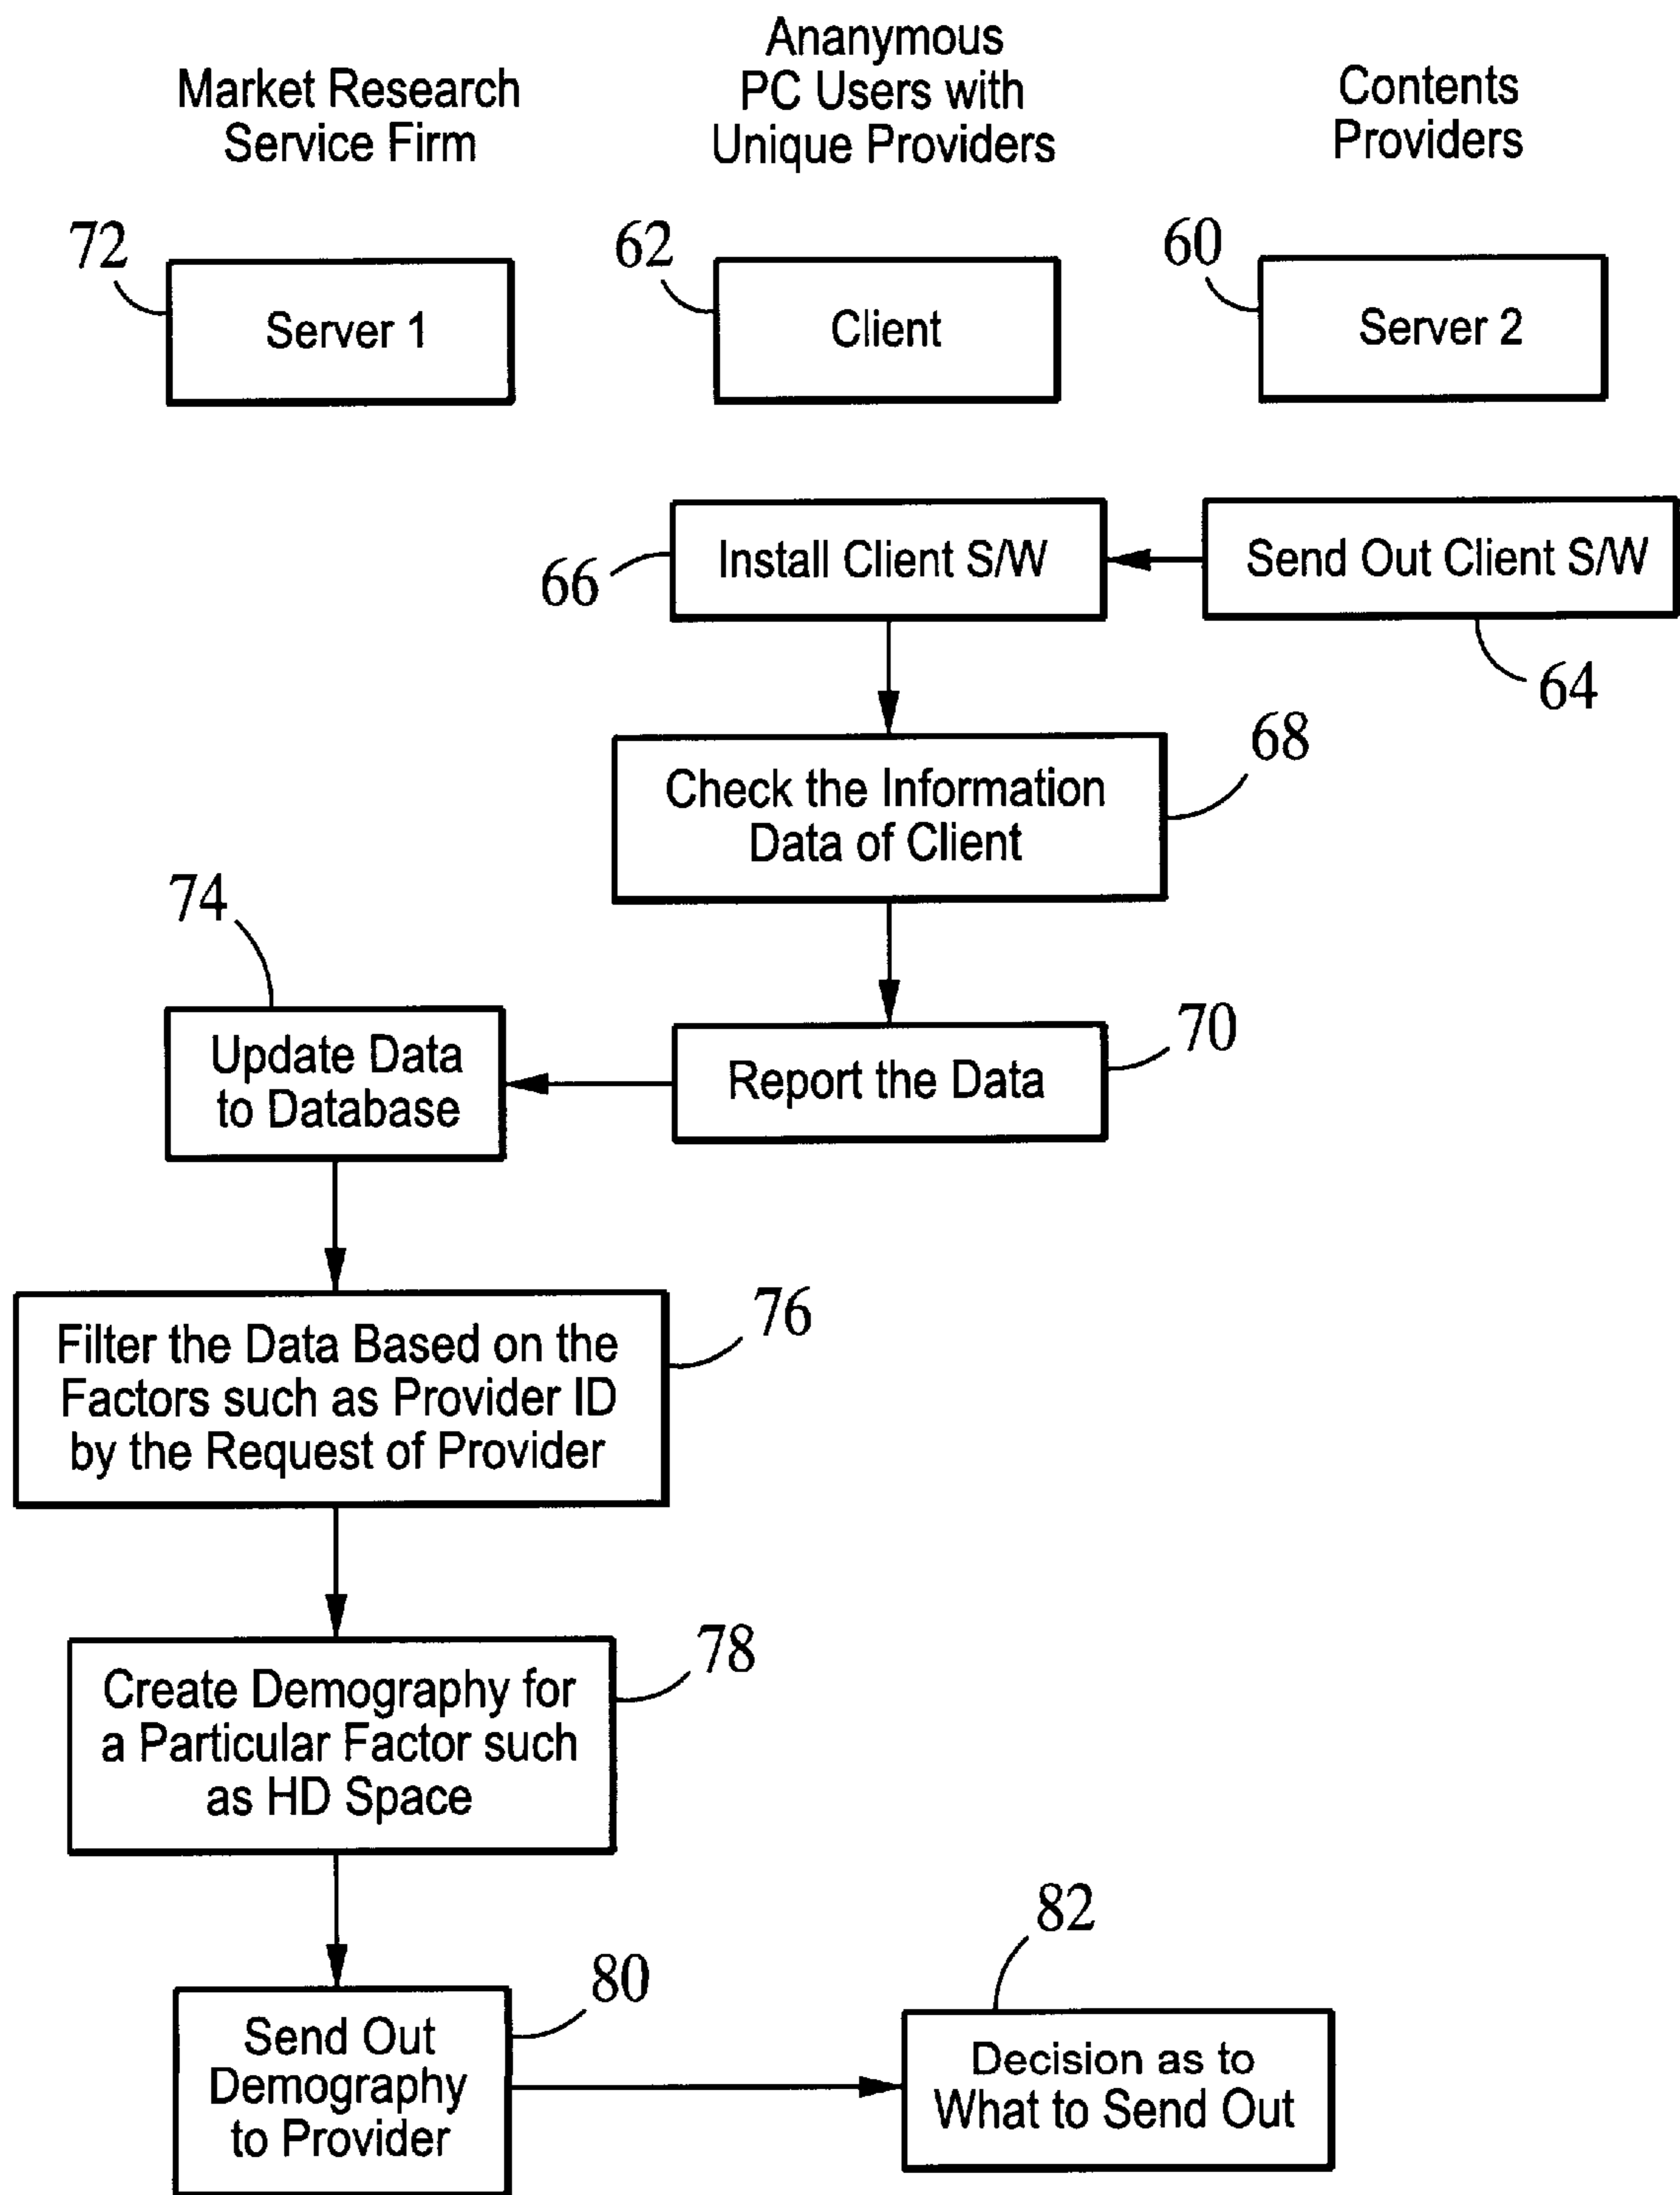 Market Research
Service Firm
Ananymous
PC Users with
Unique Providers
Contents
Providers
72
Server 1
62
Client
60
Server 2
66
Install Client S/W
Send Out Client S/W
64
68
Check the Information
Data of Client
74
Update Data
to Database
70
Report the Data
76
Filter the Data Based on the
Factors such as Provider ID
by the Request of Provider
78
Create Demography for
a Particular Factor such
as HD Space
80
Send Out
Demography
to Provider
82
Decision as to
What to Send Out